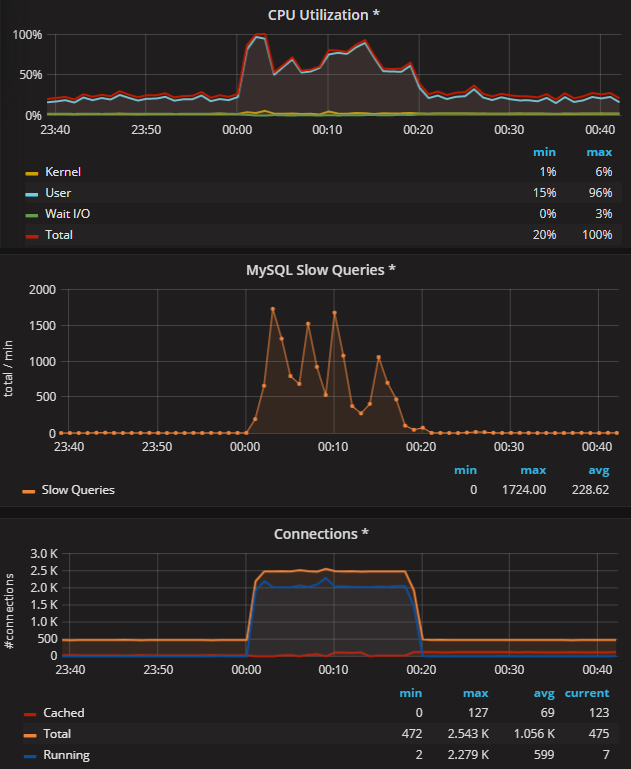 CPU Utilization *
100%
50%
0%
23:40 23:50 00:00 00:10 00:20 00:30 00:40
min max
Kernel 1% 6%
User 15% 96%
Wait I/O 0% 3%
Total 20% 100%
MySQL Slow Queries *
total / min
2000
1500
1000
500
0
23:40 23:50 00:00 00:10 00:20 00:30 00:40
min max avg
Slow Queries 0 1724.00 228.62
Connections *
#connections
3.0 K
2.5 K
2.0 K
1.5 K
1.0 K
500
0
23:40 23:50 00:00 00:10 00:20 00:30 00:40
min max avg current
Cached 0 127 69 123
Total 472 2.543 K 1.056 K 475
Running 2 2.279 K 599 7